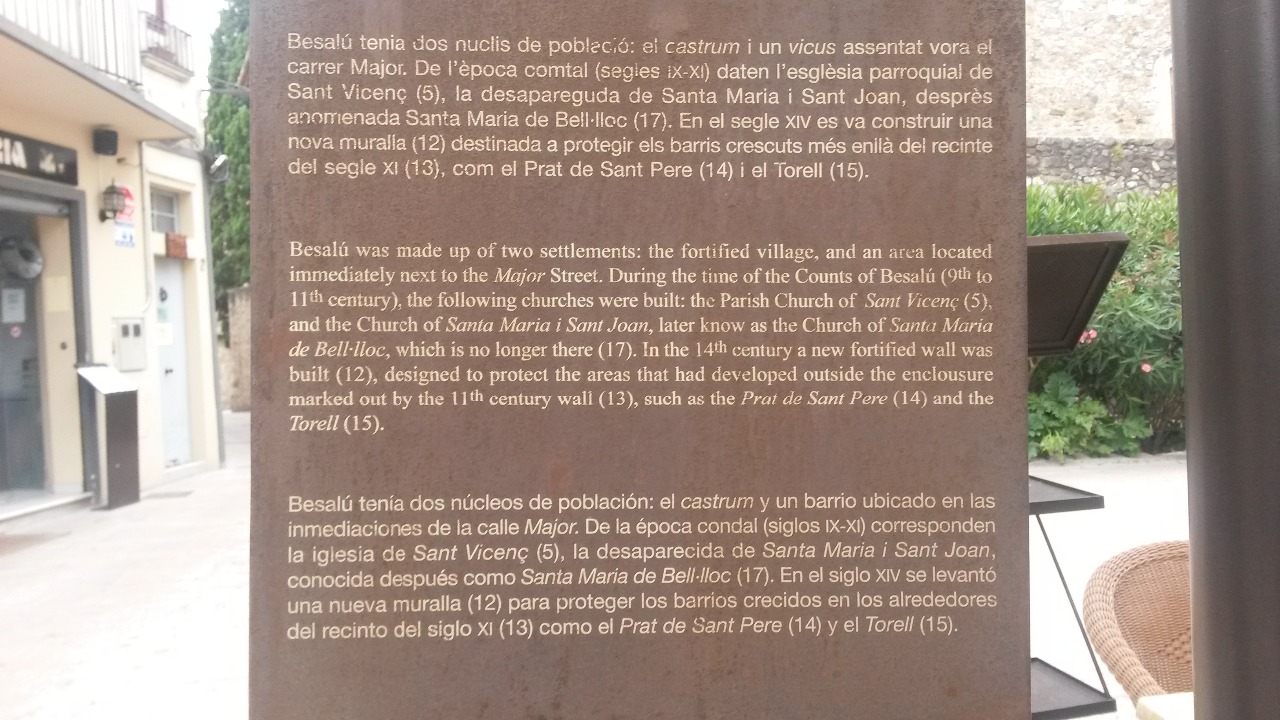 Besalú tenia dos nuclis de població: el castrum i un vicus assentat vora el
carrer Major. De l'època comtal (segles IX-XI) daten l'esglèsia parroquial de
Sant Vicenç (5), la desapareguda de Santa Maria i Sant Joan, desprès
anomenada Santa Maria de Bell·lloc (17). En el segle XIV es va construir una
nova muralla (12) destinada a protegir els barris crescuts més enilà del recinte
del segle XI (13), com el Prat de Sant Pere (14) i el Torell (15).
Besalú was made up of two settlements: the fortified village, and an area located
immediately next to the Major Street. During the time of the Counts of Besalú (9th to
11th century), the following churches were built: the Parish Church of Sant Vicenç (5),
and the Church of Santa Maria i Sant Joan, later know as the Church of Santa Maria
de Bell·lloc, which is no longer there (17). In the 14th century a new fortified wall was
built (12), designed to protect the areas that had developed outside the enclousure
marked out by the 11th century wall (13), such as the Prat de Sant Pere (14) and the
Torell (15).
Besalú tenía dos núcleos de población: el castrum y un barrio ubicado en las
inmediaciones de la calle Major. De la época condal (siglos IX-XI) corresponden
la iglesia de Sant Vicenç (5), la desaparecida de Santa Maria i Sant Joan,
conocida después como Santa Maria de Bell·lloc (17). En el siglo XIV se levantó
una nueva muralla (12) para proteger los barrios crecidos en los alrededores
del recinto del siglo XI (13) como el Prat de Sant Pere (14) y el Torell (15).